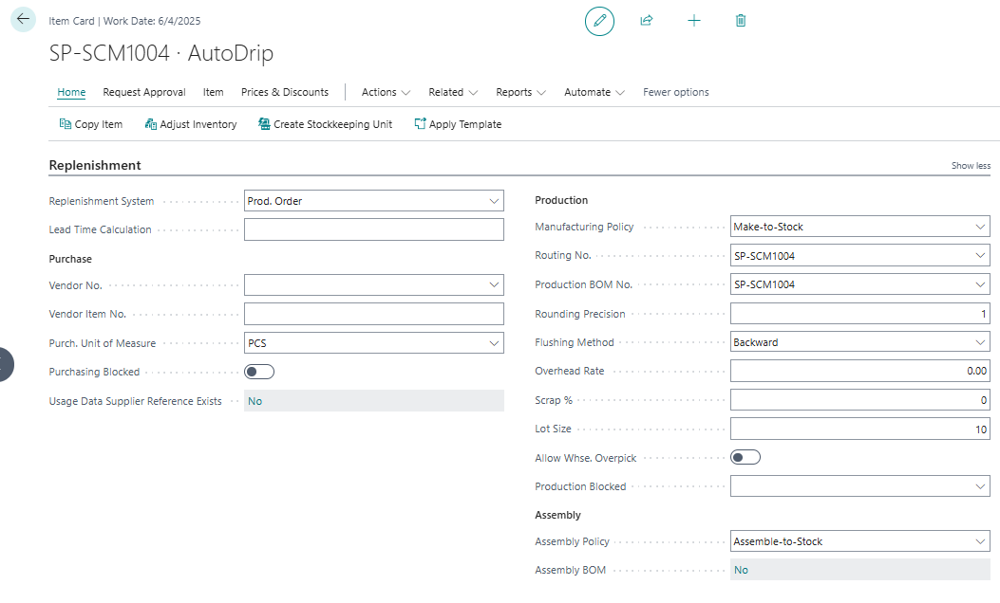 Item Card | Work Date: 6/4/2025
SP-SCM1004 · AutoDrip
Home Request Approval Item Prices & Discounts Actions Related Reports Automate Fewer options
Copy Item Adjust Inventory Create Stockkeeping Unit Apply Template
Replenishment Show less
Replenishment System Prod. Order
Lead Time Calculation
Purchase
Vendor No.
Vendor Item No.
Purch. Unit of Measure PCS
Purchasing Blocked
Usage Data Supplier Reference Exists No
Production
Manufacturing Policy Make-to-Stock
Routing No. SP-SCM1004
Production BOM No. SP-SCM1004
Rounding Precision 1
Flushing Method Backward
Overhead Rate 0.00
Scrap % 0
Lot Size 10
Allow Whse. Overpick
Production Blocked
Assembly
Assembly Policy Assemble-to-Stock
Assembly BOM No